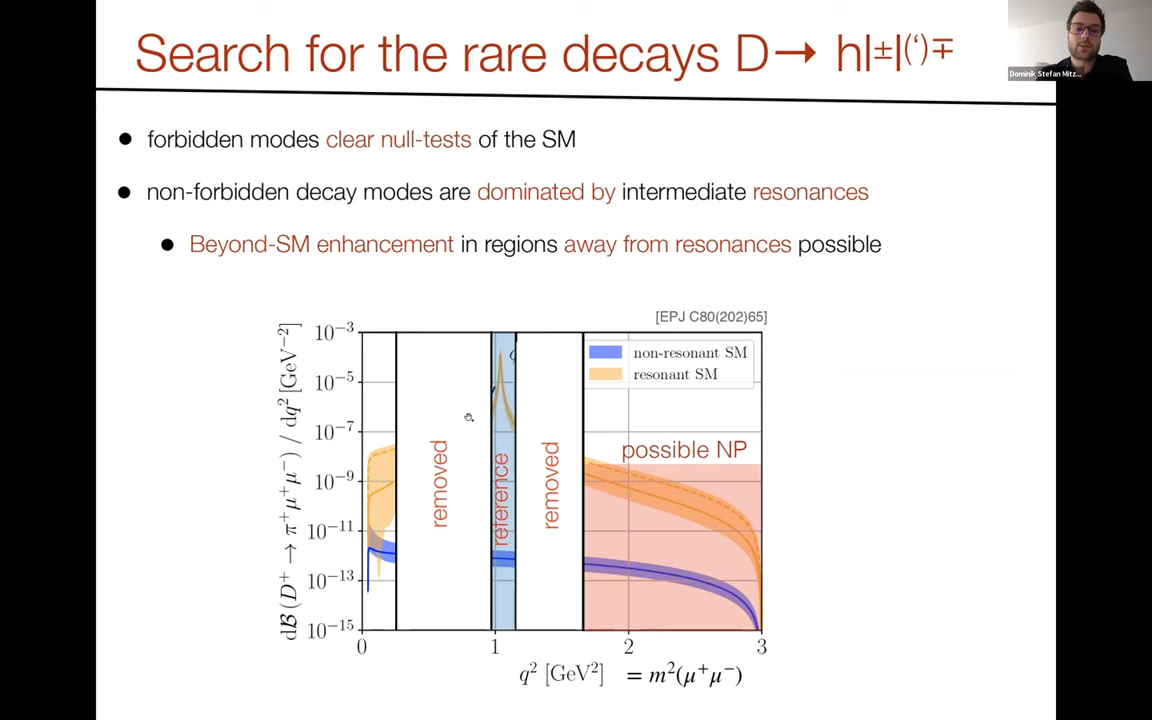 Search for the rare decays D→ hl±l(‘)∓
Dominik Stefan Mitz...
● forbidden modes clear null-tests of the SM
● non-forbidden decay modes are dominated by intermediate resonances
● Beyond-SM enhancement in regions away from resonances possible
[EPJ C80(202)65]
dB(D⁺ → π⁺μ⁺μ⁻) / dq² [GeV⁻²]
10⁻³
10⁻⁵
10⁻⁷
10⁻⁹
10⁻¹¹
10⁻¹³
10⁻¹⁵
non-resonant SM
resonant SM
removed
reference
removed
possible NP
0 1 2 3
q² [GeV²] = m²(μ⁺μ⁻)